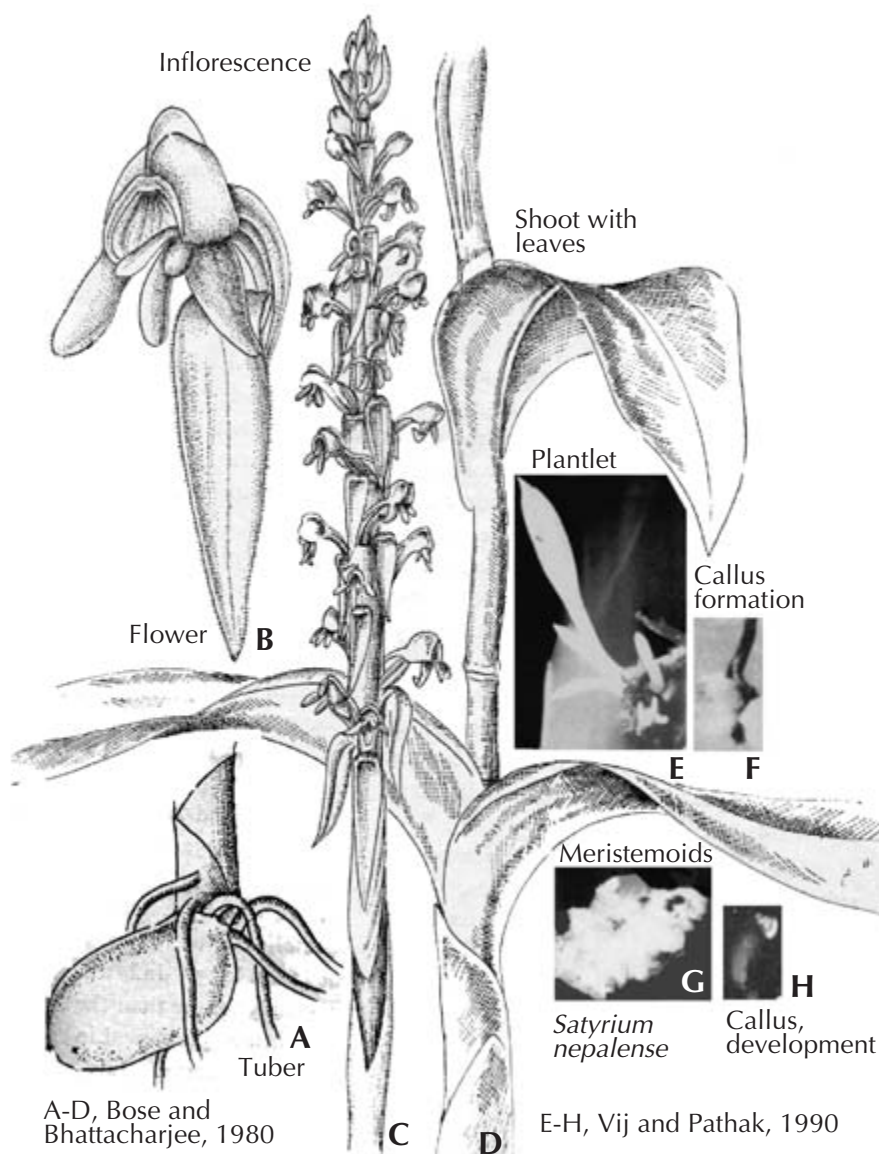 Inflorescence
Shoot with
leaves
Plantlet
Callus
formation
Flower
B
E
F
Meristemoids
G
H
A
Satyrium
nepalense
Callus,
development
Tuber
A-D, Bose and
Bhattacharjee, 1980
C
D
E-H, Vij and Pathak, 1990